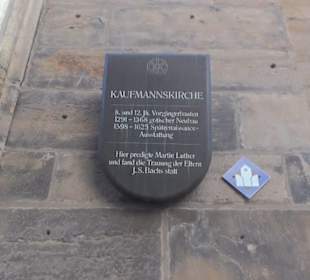 KAUFMANNSKIRCHE
8. und 12. Jh. Vorgängerbauten
1291 - 1368 gotischer Neubau
1598 - 1625 Spätrenaissance-
Ausstattung
Hier predigte Martin Luther
und fand die Trauung der Eltern
J. S. Bachs statt